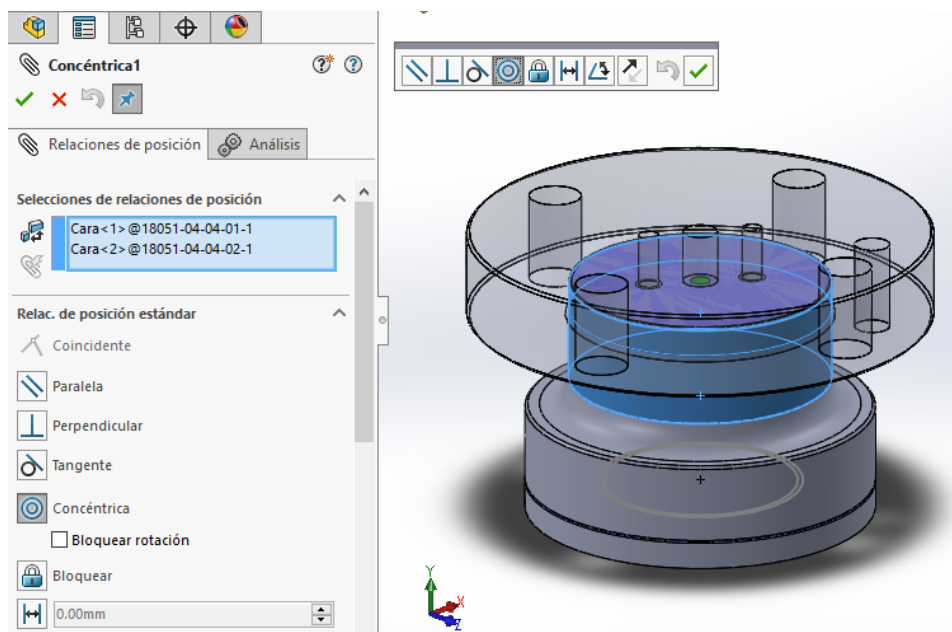 Concéntrica1
Relaciones de posición
Análisis
Selecciones de relaciones de posición
Cara<1>@18051-04-04-01-1
Cara<2>@18051-04-04-02-1
Relac. de posición estándar
Coincidente
Paralela
Perpendicular
Tangente
Concéntrica
Bloquear rotación
Bloquear
0.00mm
Y
X
Z